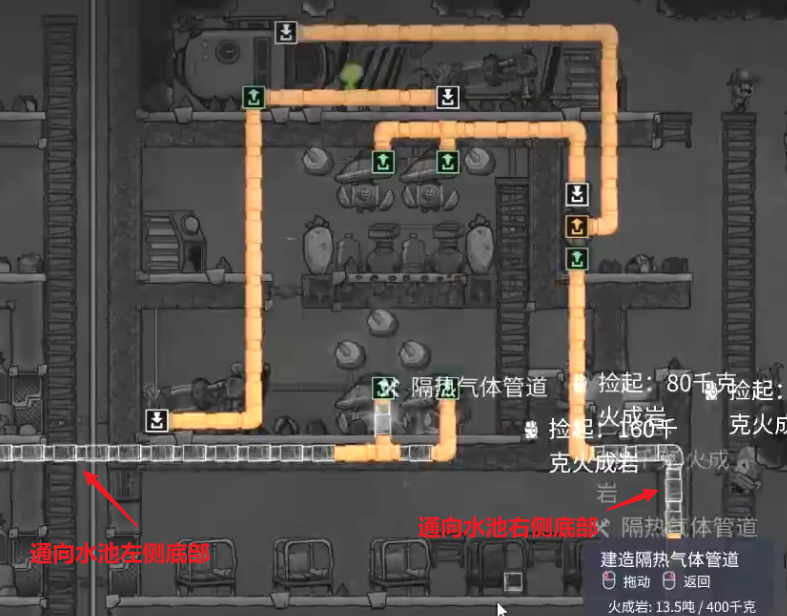 隔热气体管道
捡起：80千克
火成岩
捡起：
克火成
捡起：160千
克火成岩
火成
岩
通向水池右侧底部
隔热气体管道
通向水池左侧底部
建造隔热气体管道
拖动 返回
火成岩: 13.5吨 / 400千克